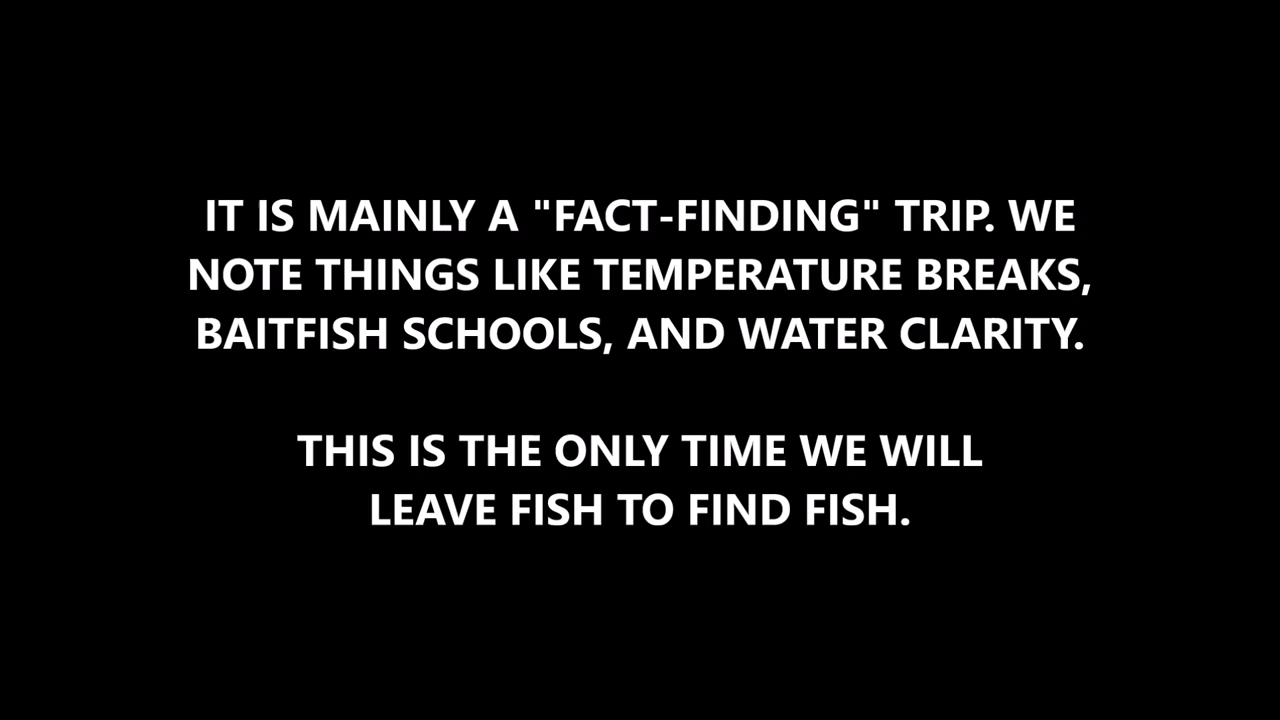 IT IS MAINLY A "FACT-FINDING" TRIP. WE
NOTE THINGS LIKE TEMPERATURE BREAKS,
BAITFISH SCHOOLS, AND WATER CLARITY.
THIS IS THE ONLY TIME WE WILL
LEAVE FISH TO FIND FISH.